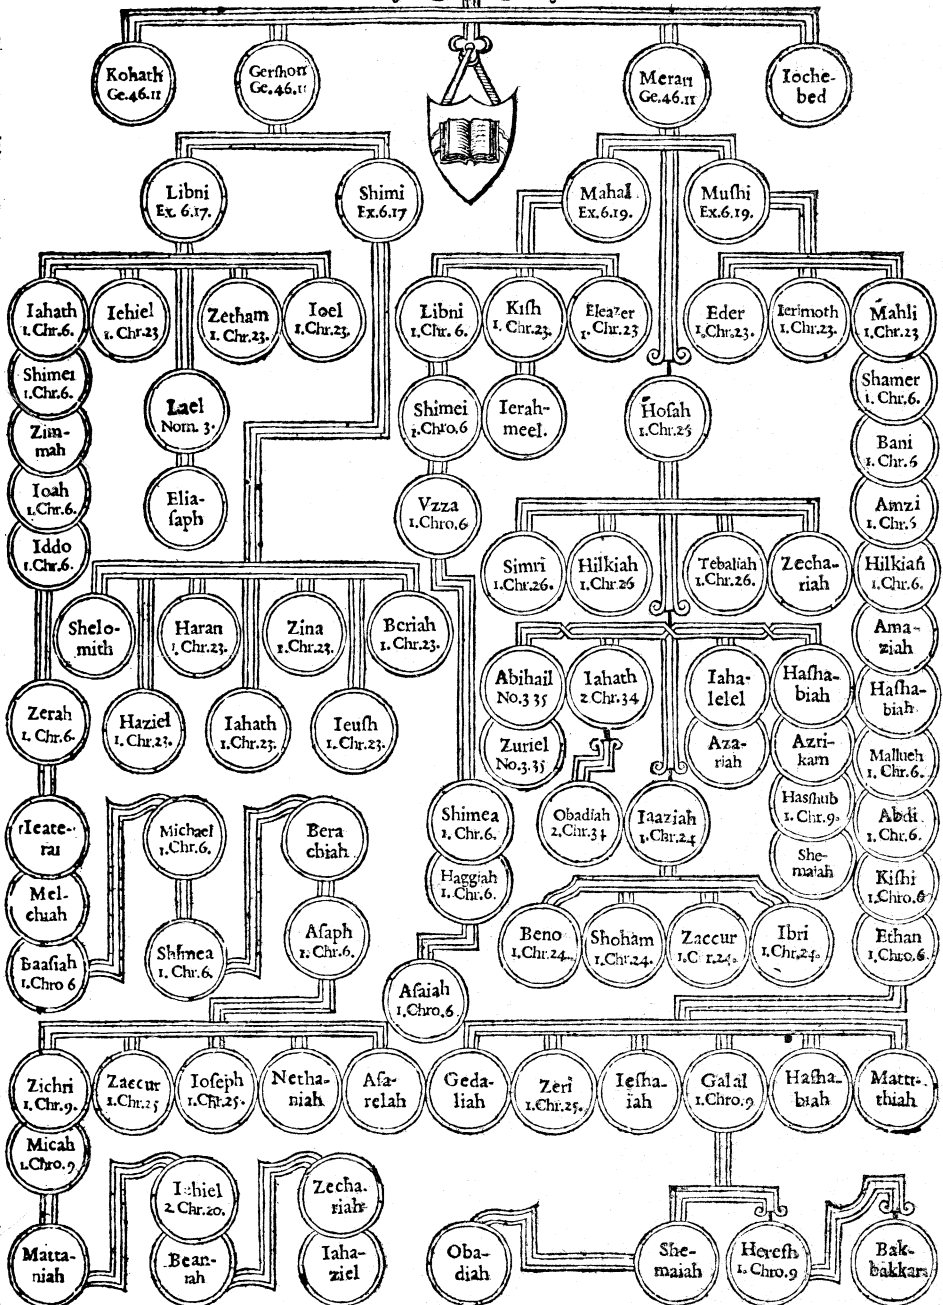 Kohath
Ge.46.11
Gerſhon
Ge.46.11
Merari
Ge.46.11
Ioche-
bed
Libni
Ex. 6.17.
Shimi
Ex.6.17
Mahal.
Ex.6.19.
Muſhi
Ex.6.19.
Iahath
1.Chr.6.
Iehiel
1.Chr.23
Zetham
1.Chr.23.
Ioel
1.Chr.23.
Libni
1.Chr. 6.
Kiſh
1.Chr.23.
Eleazer
1.Chr.23
Eder
1.Chr.23.
Ierimoth
1.Chr.23.
Mahli
1.Chr.23
Shimei
1.Chr.6.
Zim-
mah
Ioah
1.Chr.6.
Iddo
1.Chr.6.
Lael
Nom. 3.
Elia-
ſaph
Shimei
1.Chro.6
Ierah-
meel.
Hoſah
Shamer
1.Chr.6.
Bani
1.Chr.6
Amzi
Vzza
1.Chro.6
Simri
1.Chr.26.
Hilkiah
1.Chr.26
Tebaliah
1.Chr.26.
Zecha-
riah
Hilkiah
1.Chr.6.
Shelo-
mith
Haran
1.Chr.23.
Zina
1.Chr.23.
Beriah
1.Chr.23.
Ama-
ziah
Abihail
No.3.35
Iahath
2.Chr.34
Iaha-
lelel
Haſha-
biah
Haſha-
biah
Zerah
1.Chr.6.
Haziel
1.Chr.23.
Iahath
1.Chr.23.
Ieuſh
1.Chr.23.
Zuriel
No.3.35
Aza-
riah
Azri-
kam
Malluch
1.Chr.6.
Ieate-
rai
Michael
1.Chr.6.
Bera
chiah
Shimea
1.Chr.6.
Obadiah
2.Chr.34
Iaaziah
1.Chr.24
Haſhub
1.Chr.9.
Abdi
1.Chr.6.
She-
maiah
Mel-
chiah
Haggiah
1.Chr.6.
Kiſhi
1.Chro.6
Baaſiah
1.Chro 6
Shimea
1.Chr.6.
Aſaph
1.Chr.6.
Beno
1.Chr.24.
Shoham
1.Chr.24.
Zaccur
1.Chr.24.
Ibri
1.Chr.24.
Ethan
1.Chro.6.
Aſaiah
1.Chro.6.
Zichri
1.Chr.9.
Zaccur
1.Chr.25
Ioſeph
1.Chr.25.
Netha-
niah
Aſa-
relah
Geda-
liah
Zeri
1.Chr.25.
Ieſha-
iah
Galal
1.Chro.9
Haſha-
biah
Matti-
thiah
Micah
1.Chro.9
Iehiel
2.Chr.20.
Zecha-
riah
Matta-
niah
Bean-
iah
Iaha-
ziel
Oba-
diah
She-
maiah
Hereſh
1.Chro.9
Bak-
bakkar